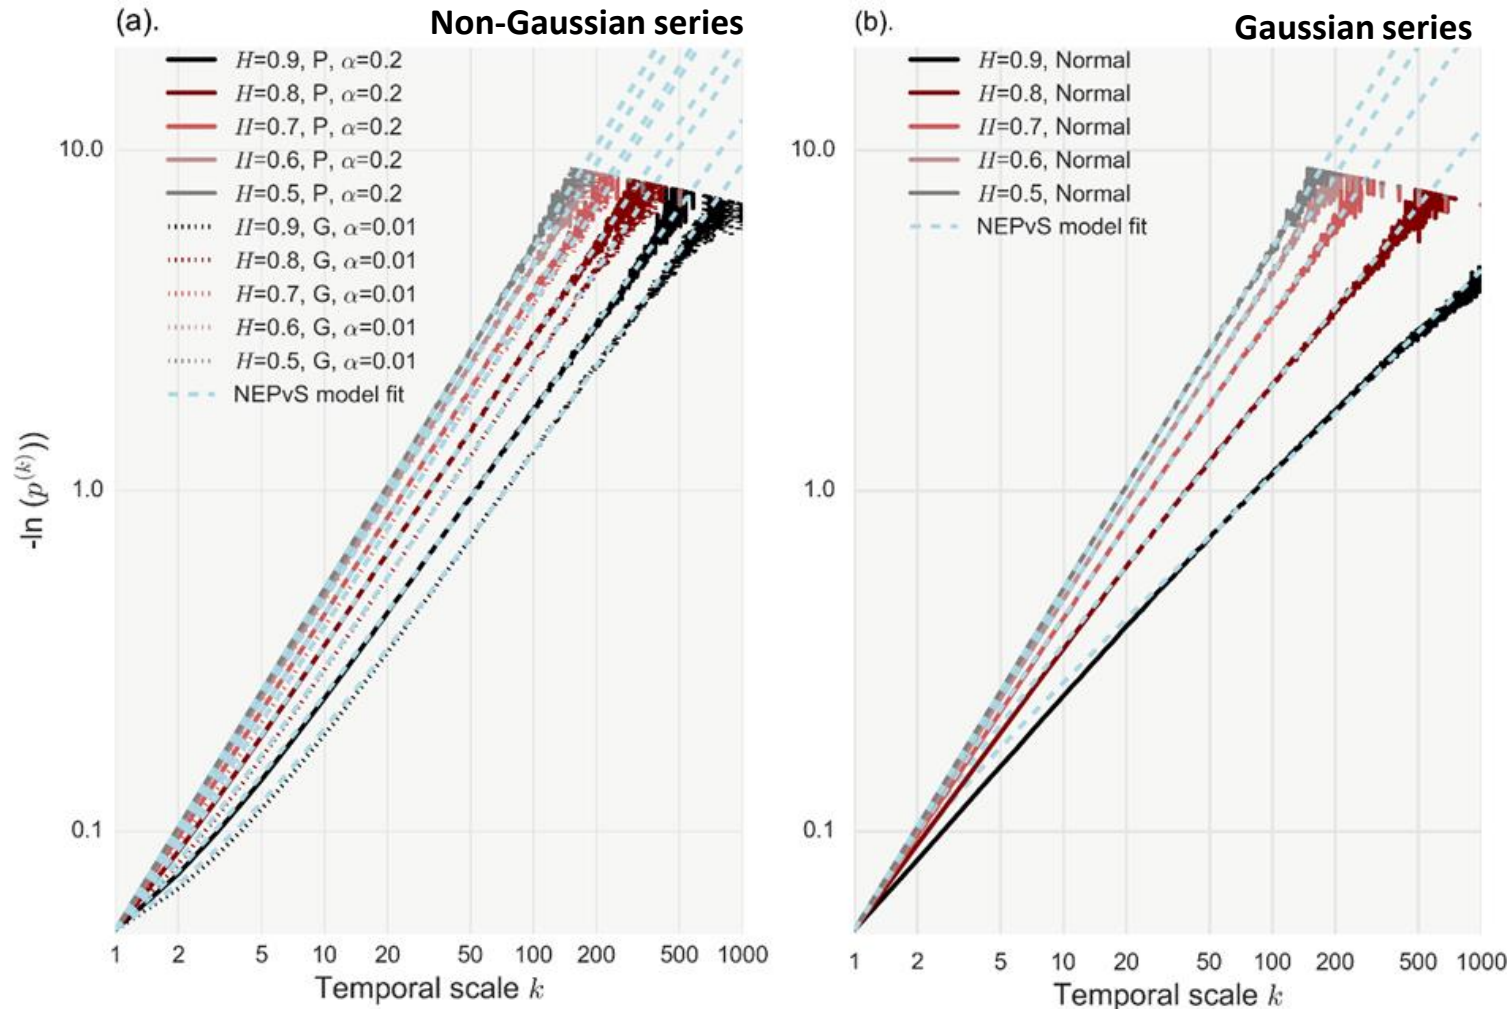 (a).
Non-Gaussian series
H=0.9, P, α=0.2
H=0.8, P, α=0.2
H=0.7, P, α=0.2
H=0.6, P, α=0.2
H=0.5, P, α=0.2
H=0.9, G, α=0.01
H=0.8, G, α=0.01
H=0.7, G, α=0.01
H=0.6, G, α=0.01
H=0.5, G, α=0.01
NEPvS model fit
10.0
1.0
0.1
-ln (p^(k)))
1 2 5 10 20 50 100 200 500 1000
Temporal scale k
(b).
Gaussian series
H=0.9, Normal
H=0.8, Normal
H=0.7, Normal
H=0.6, Normal
H=0.5, Normal
NEPvS model fit
10.0
1.0
0.1
1 2 5 10 20 50 100 200 500 1000
Temporal scale k